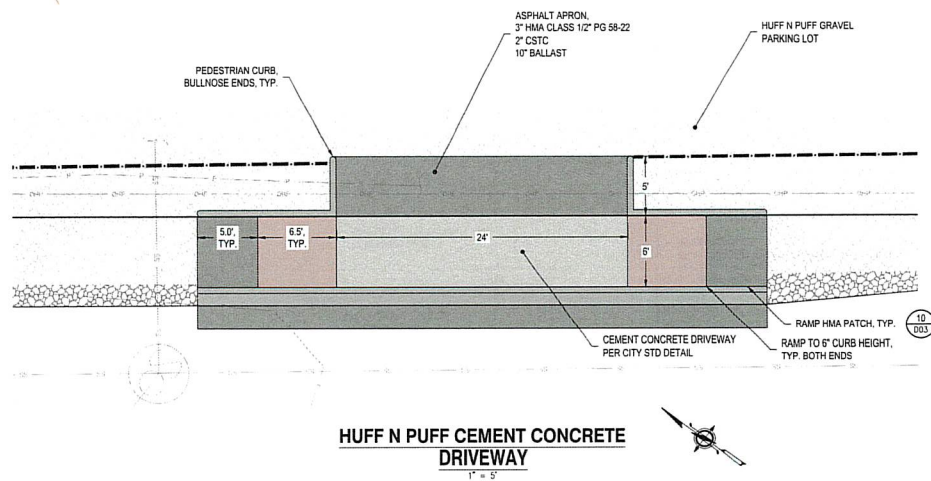 ASPHALT APRON,
3" HMA CLASS 1/2" PG 58-22
2" CSTC
10" BALLAST
HUFF N PUFF GRAVEL
PARKING LOT
PEDESTRIAN CURB,
BULLNOSE ENDS, TYP.
5'
5.0',
TYP.
6.5',
TYP.
24'
6'
RAMP HMA PATCH, TYP.
10
D03
CEMENT CONCRETE DRIVEWAY
PER CITY STD DETAIL
RAMP TO 6" CURB HEIGHT,
TYP. BOTH ENDS
HUFF N PUFF CEMENT CONCRETE
DRIVEWAY
1" = 5'